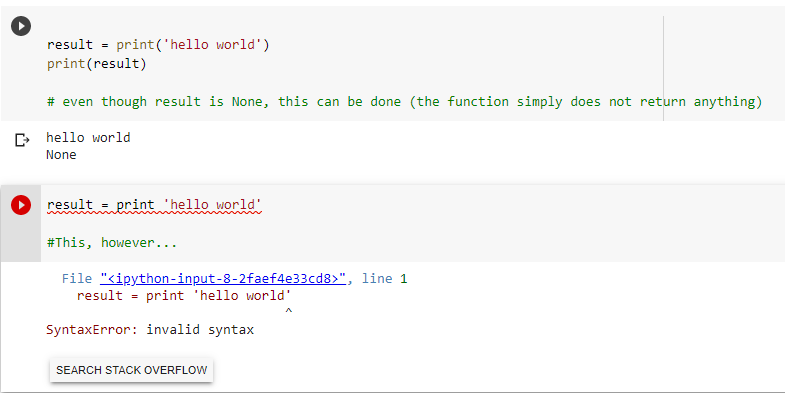 result = print('hello world')
print(result)
# even though result is None, this can be done (the function simply does not return anything)
hello world
None
result = print 'hello world'
#This, however...
File "<ipython-input-8-2faef4e33cd8>", line 1
result = print 'hello world'
^
SyntaxError: invalid syntax
SEARCH STACK OVERFLOW